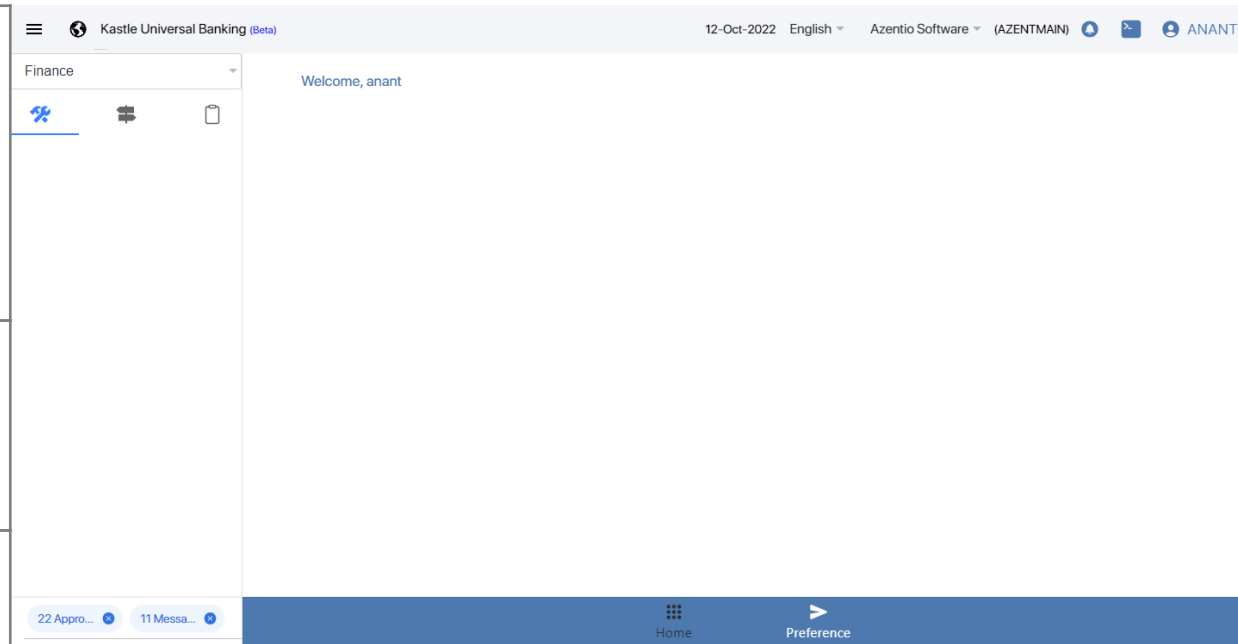 Kastle Universal Banking (Beta)
12-Oct-2022 English Azentio Software (AZENTMAIN) ANANT
Finance
Welcome, anant
22 Appro... 11 Messa...
Home Preference